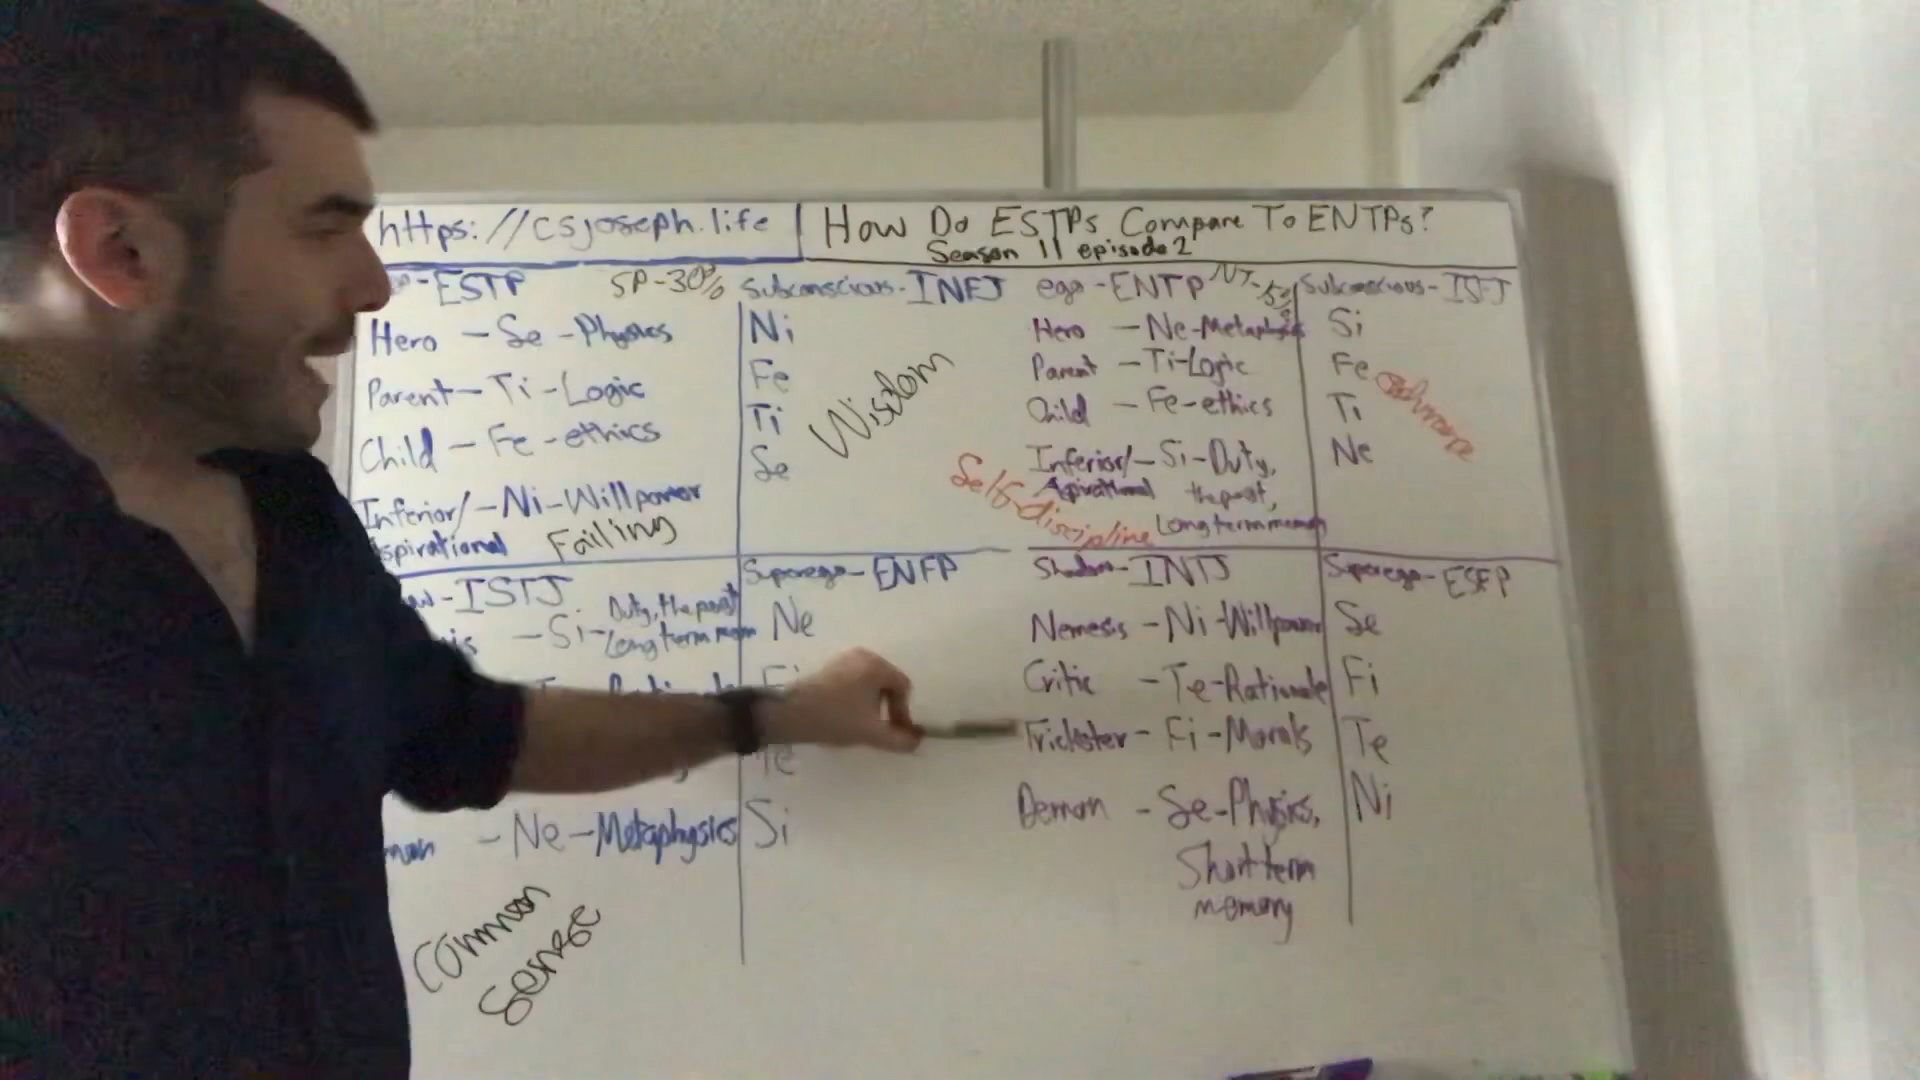 https://csjoseph.life
How Do ESTPs Compare To ENTPs?
Season 11 episode 2
-ESTP SP-30%
Hero - Se - Physics
Parent - Ti - Logic
Child - Fe - ethics
Inferior/ - Ni - Willpower
Aspirational Failing
Subconscious - INFJ
Ni
Fe
Ti
Se
Wisdom
-ISTJ
- Si - Duty, the past,
Long term mem
- Ne - Metaphysics
Common
Sense
Superego - ENFP
Ne
Fi
Te
Si
ego - ENTP NT-5%
Hero - Ne - Metaphysics
Parent - Ti - Logic
Child - Fe - ethics
Inferior/ - Si - Duty,
Aspirational the past,
Long term memory
Self-discipline
Subconscious - ISFJ
Si
Fe
Ti
Ne
Shadow - INTJ
Nemesis - Ni - Willpower
Critic - Te - Rationale
Trickster - Fi - Morals
Demon - Se - Physics,
Short term
memory
Superego - ESFP
Se
Fi
Te
Ni